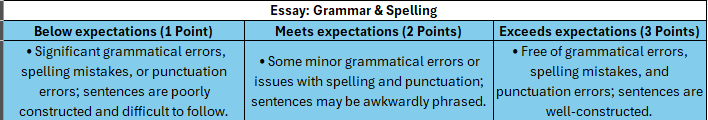 Essay: Grammar & Spelling
Below expectations (1 Point)
Meets expectations (2 Points)
Exceeds expectations (3 Points)
• Significant grammatical errors,
spelling mistakes, or punctuation
errors; sentences are poorly
constructed and difficult to follow.
• Some minor grammatical errors or
issues with spelling and punctuation;
sentences may be awkwardly phrased.
• Free of grammatical errors,
spelling mistakes, and
punctuation errors; sentences are
well-constructed.